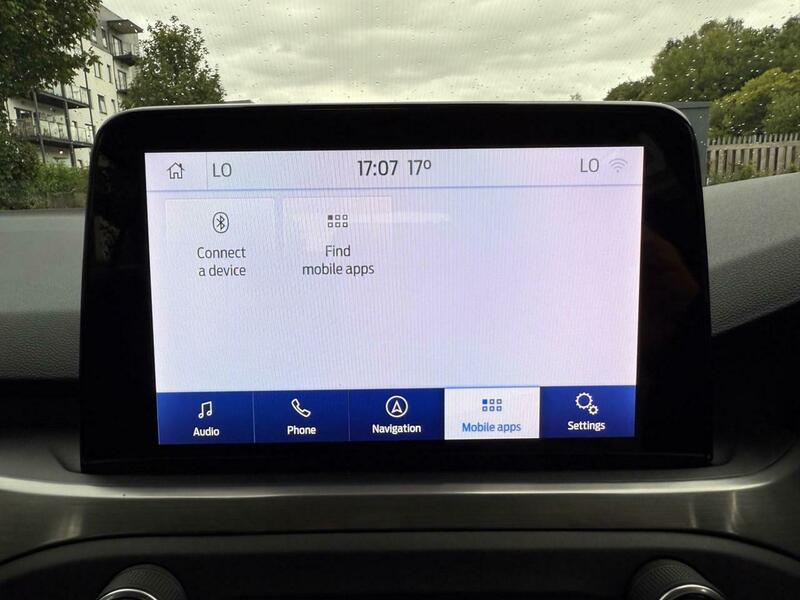 LO 17:07 17° LO
Connect
a device
Find
mobile apps
Audio
Phone
Navigation
Mobile apps
Settings